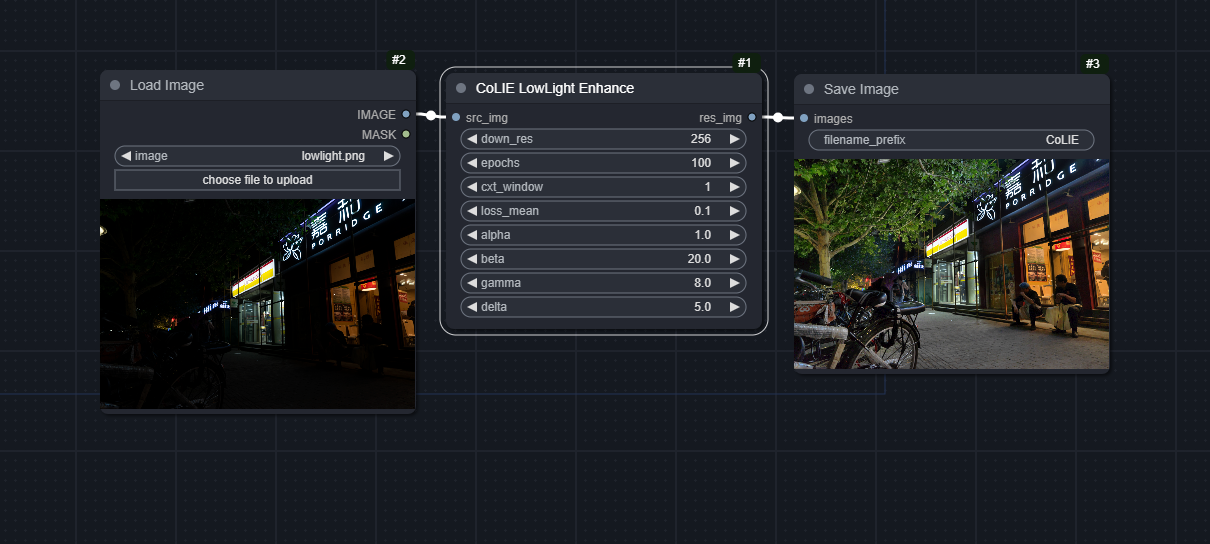 #2
Load Image
IMAGE
MASK
image lowlight.png
choose file to upload
嘉和
PORRIDGE
#1
CoLIE LowLight Enhance
src_img res_img
down_res 256
epochs 100
cxt_window 1
loss_mean 0.1
alpha 1.0
beta 20.0
gamma 8.0
delta 5.0
#3
Save Image
images
filename_prefix CoLIE
嘉和
PORRIDGE